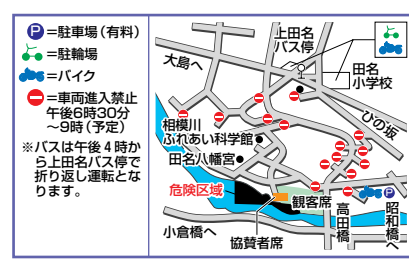 P=駐車場(有料)
=駐輪場
=バイク
=車両進入禁止
午後6時30分
〜9時(予定)
※バスは午後4時か
ら上田名バス停で
折り返し運転とな
ります。
上田名
バス停
大島へ
田名
小学校
ひの坂
相模川
ふれあい科学館
田名八幡宮
危険区域
観客席
高田橋
P
昭和橋へ
小倉橋へ
協賛者席